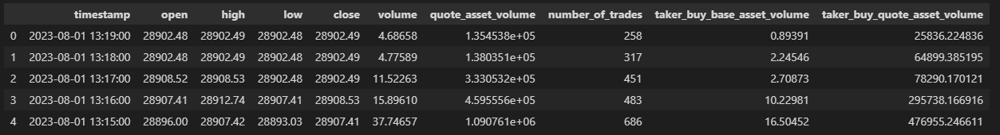 timestamp open high low close volume quote_asset_volume number_of_trades taker_buy_base_asset_volume taker_buy_quote_asset_volume
0 2023-08-01 13:19:00 28902.48 28902.49 28902.48 28902.49 4.68658 1.354538e+05 258 0.89391 25836.224836
1 2023-08-01 13:18:00 28902.48 28902.49 28902.48 28902.49 4.77589 1.380351e+05 317 2.24546 64899.385195
2 2023-08-01 13:17:00 28908.52 28908.53 28902.48 28902.49 11.52263 3.330532e+05 451 2.70873 78290.170121
3 2023-08-01 13:16:00 28907.41 28912.74 28907.41 28908.53 15.89610 4.595556e+05 483 10.22981 295738.166916
4 2023-08-01 13:15:00 28896.00 28907.42 28893.03 28907.41 37.74657 1.090761e+06 686 16.50452 476955.246611